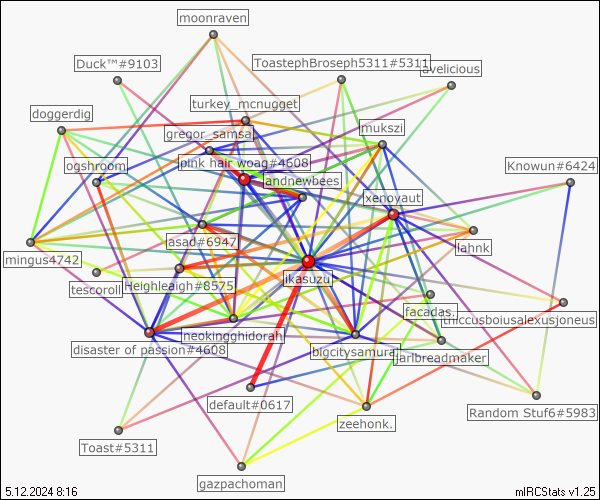 moonraven
Duck™#9103
ToastephBroseph5311#5311
avelicious
turkey_mcnugget
doggerdig
gregor_samsa
mukszi
ogshroom
pink hair woag#4608
Knowun#6424
landnewbees
xenoyaut
asad#6947
lahnk
mingus4742
ikasuzu
tescoroll
Heighleaigh#8575
facadas.
thiccusboiusalexusjoneus
neokingghidorah
disaster of passion#4608
bigcitysamurai
jarlbreadmaker
default#0617
Random Stuf6#5983
zeehonk.
Toast#5311
gazpachoman
5.12.2024 8:16
mIRCStats v1.25